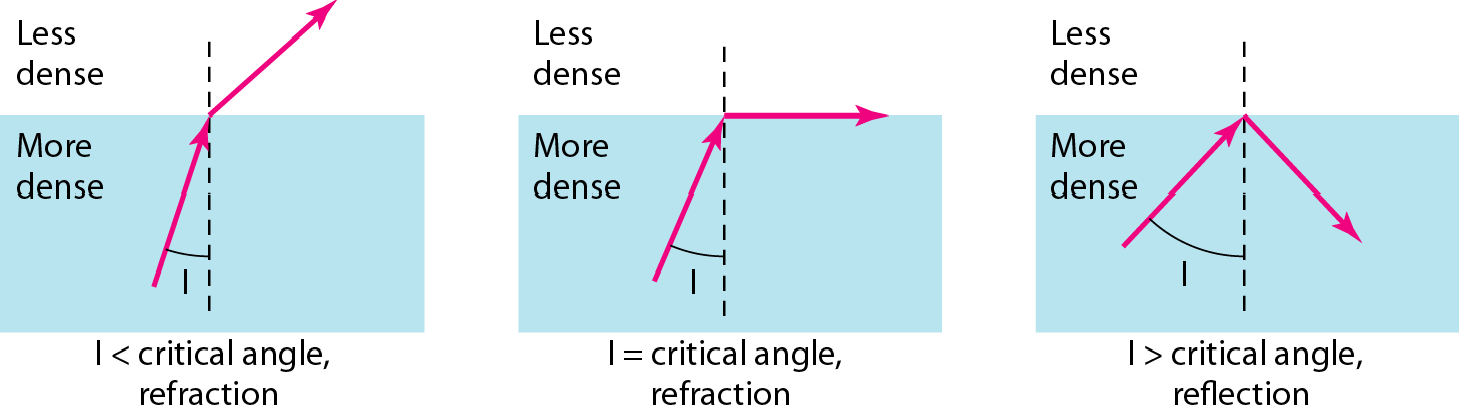 Less
dense
More
dense
I
I < critical angle,
refraction
Less
dense
More
dense
I
I = critical angle,
refraction
Less
dense
More
dense
I
I > critical angle,
reflection